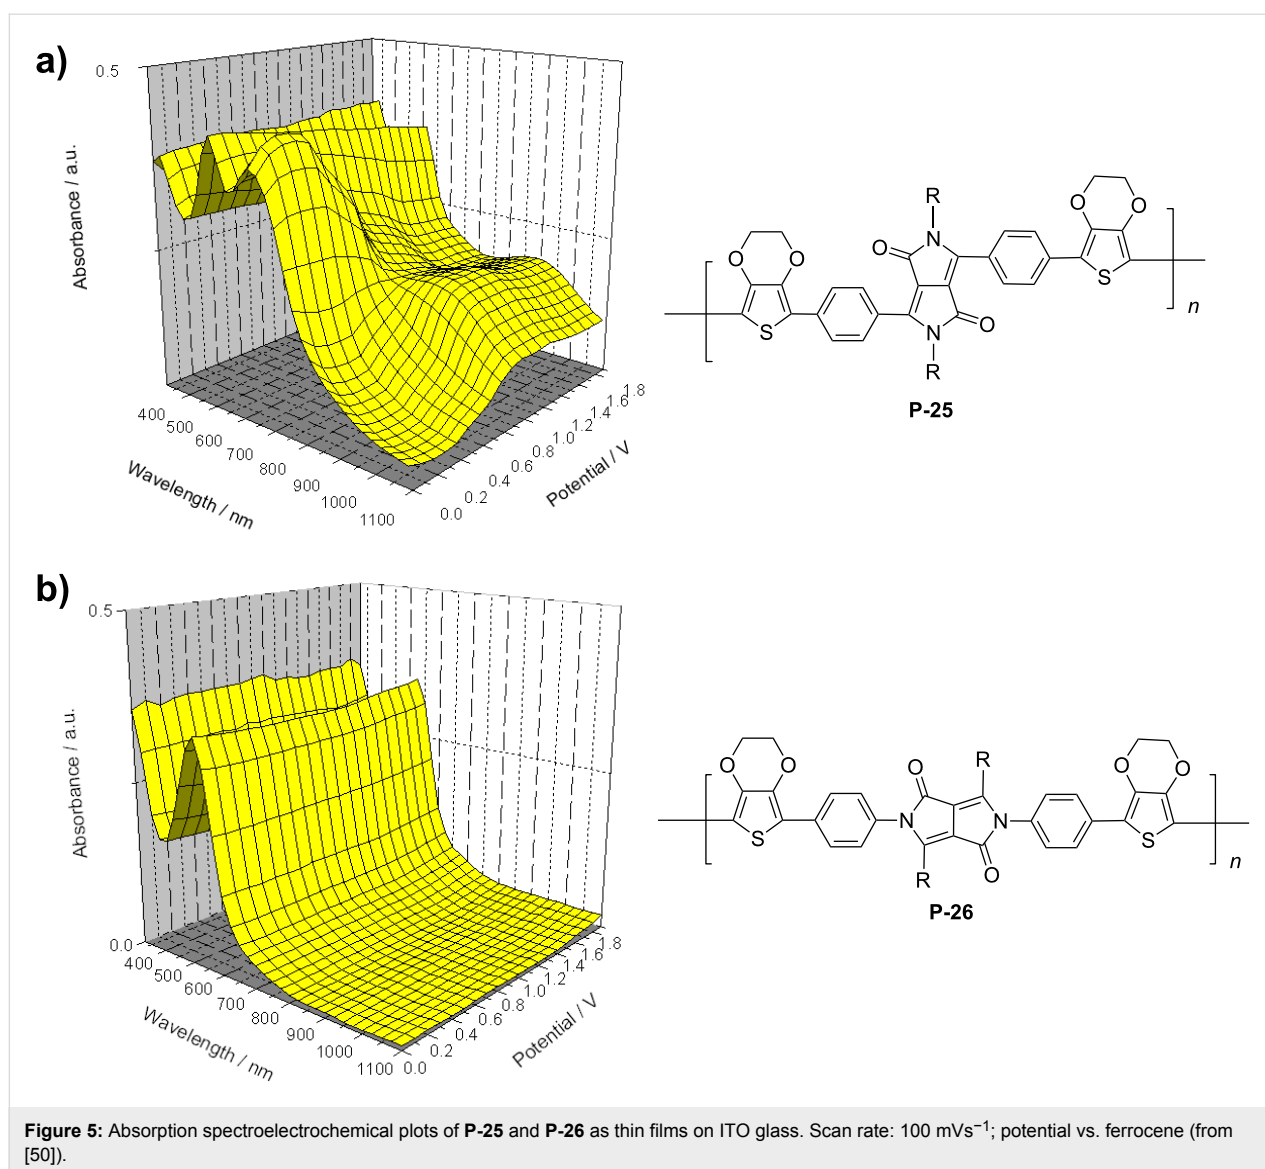 a)
0.5
Absorbance / a.u.
400
500
600
700
800
900
1000
1100
Wavelength / nm
0.0
0.2
0.4
0.6
0.8
1.0
1.2
1.4
1.6
1.8
Potential / V
O
O
S
O
N
R
N
R
O
O
O
S
n
P-25
b)
0.5
0.0
Absorbance / a.u.
400
500
600
700
800
900
1000
1100
Wavelength / nm
0.0
0.2
0.4
0.6
0.8
1.0
1.2
1.4
1.6
1.8
Potential / V
O
O
S
O
R
N
N
R
O
O
O
S
n
P-26
Figure 5: Absorption spectroelectrochemical plots of P-25 and P-26 as thin films on ITO glass. Scan rate: 100 mVs⁻¹; potential vs. ferrocene (from
[50]).